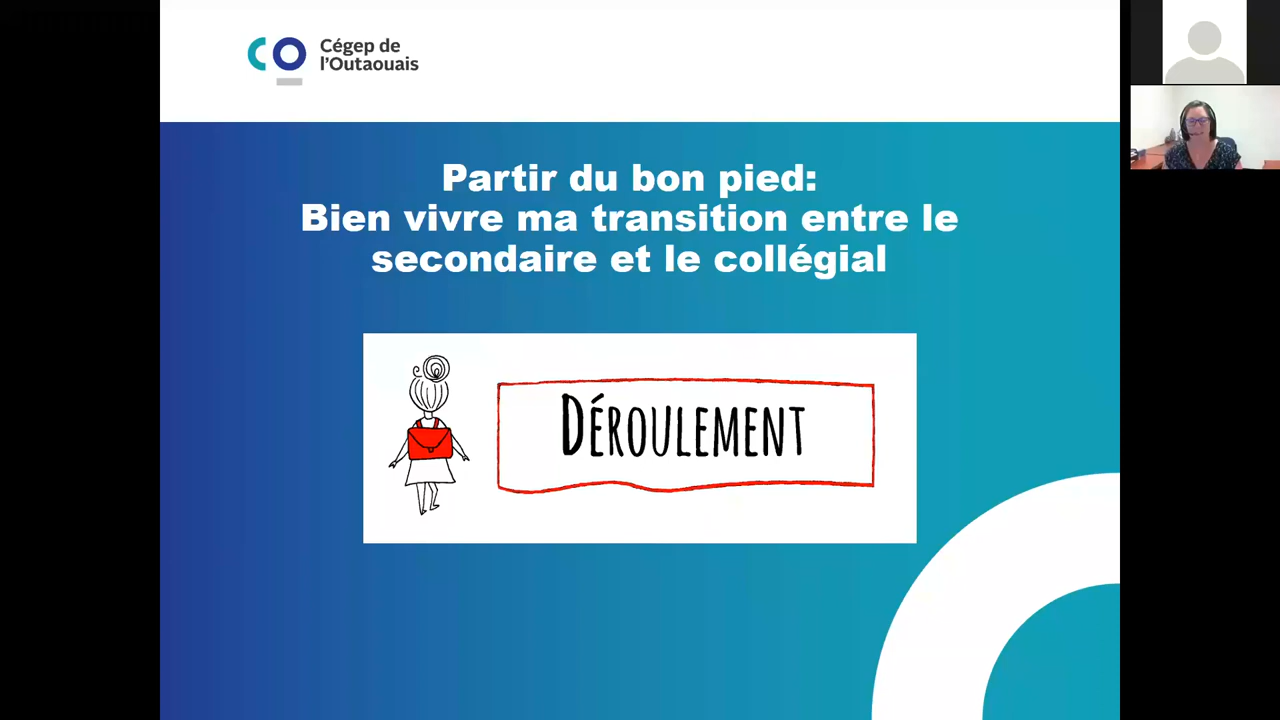 Cégep de
l'Outaouais
Partir du bon pied:
Bien vivre ma transition entre le
secondaire et le collégial
DÉROULEMENT